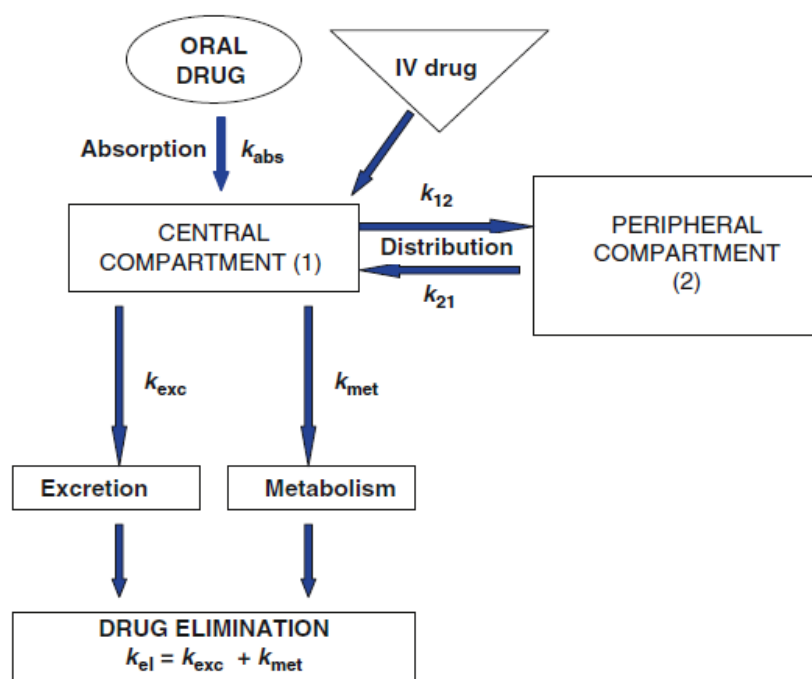 ORAL
DRUG
IV drug
Absorption
kabs
k12
CENTRAL
COMPARTMENT (1)
Distribution
PERIPHERAL
COMPARTMENT
(2)
k21
kexc
kmet
Excretion
Metabolism
DRUG ELIMINATION
kel = kexc + kmet